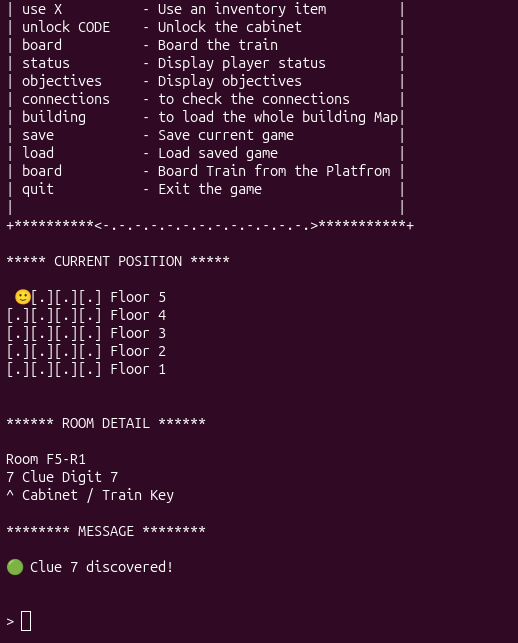 | use X          - Use an inventory item         |
| unlock CODE    - Unlock the cabinet            |
| board          - Board the train               |
| status         - Display player status         |
| objectives     - Display objectives            |
| connections    - to check the connections      |
| building       - to load the whole building Map|
| save           - Save current game             |
| load           - Load saved game               |
| board          - Board Train from the Platfrom |
| quit           - Exit the game                 |
|                                                |
+**********<-.-.-.-.-.-.-.-.-.-.-.-.-.>***********+
***** CURRENT POSITION *****
🙂[.][.][.] Floor 5
[.][.][.][.] Floor 4
[.][.][.][.] Floor 3
[.][.][.][.] Floor 2
[.][.][.][.] Floor 1
****** ROOM DETAIL ******
Room F5-R1
7 Clue Digit 7
^ Cabinet / Train Key
******** MESSAGE ********
🟢 Clue 7 discovered!
>